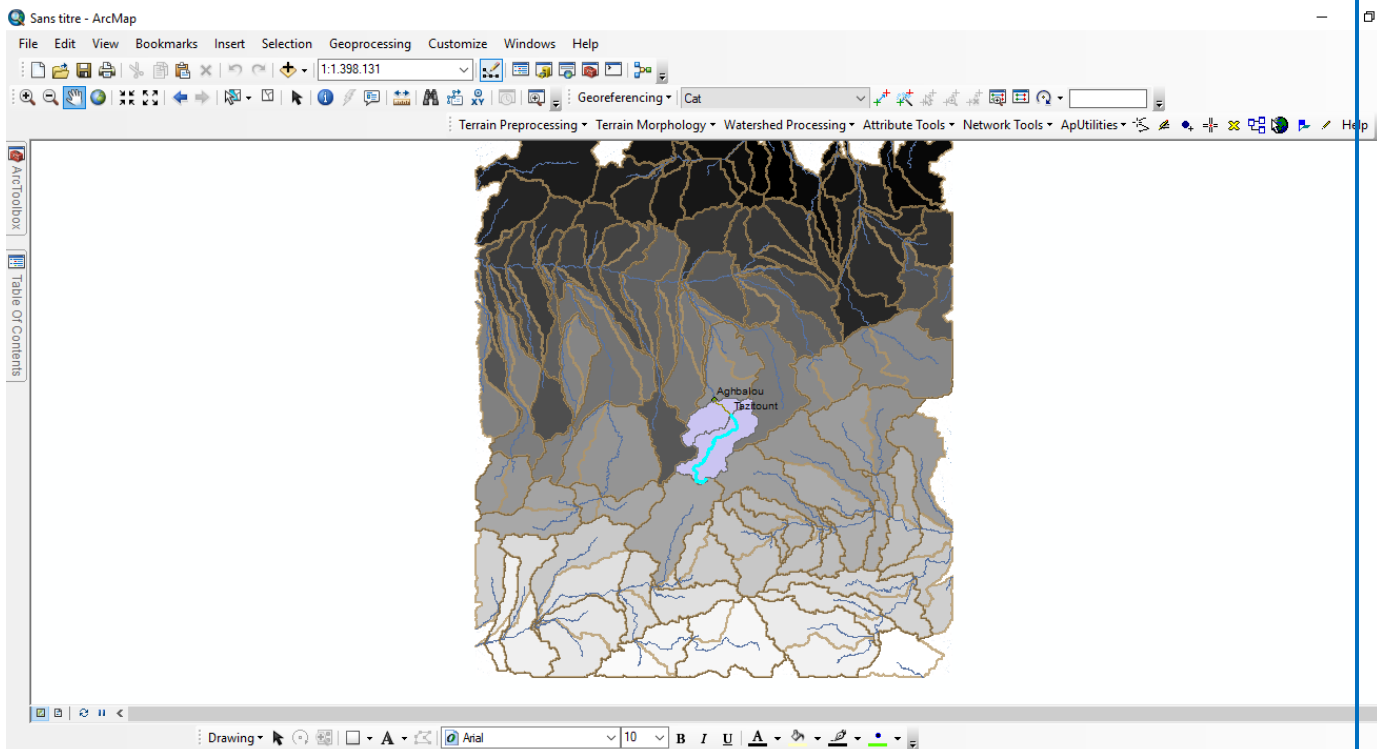 Sans titre - ArcMap
File Edit View Bookmarks Insert Selection Geoprocessing Customize Windows Help
1:1.398.131
Georeferencing Cat
Terrain Preprocessing Terrain Morphology Watershed Processing Attribute Tools Network Tools ApUtilities Help
ArcToolbox
Table Of Contents
Aghbalou
Tazitount
Drawing A Arial 10 B I U A